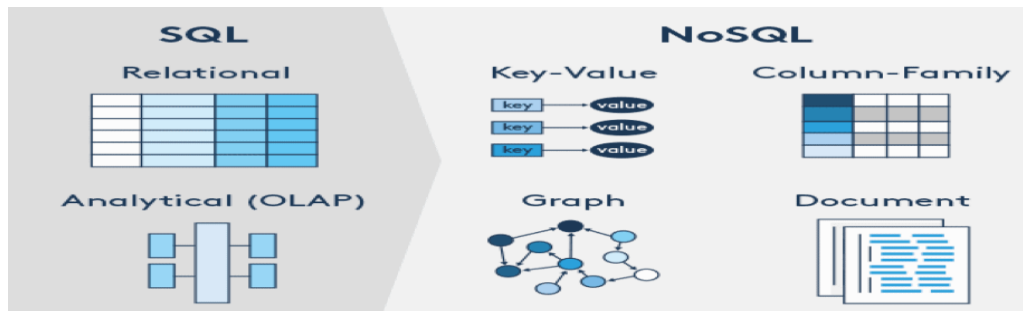 SQL
Relational
Analytical (OLAP)
NoSQL
Key-Value
key value
key value
key value
Column-Family
Graph
Document